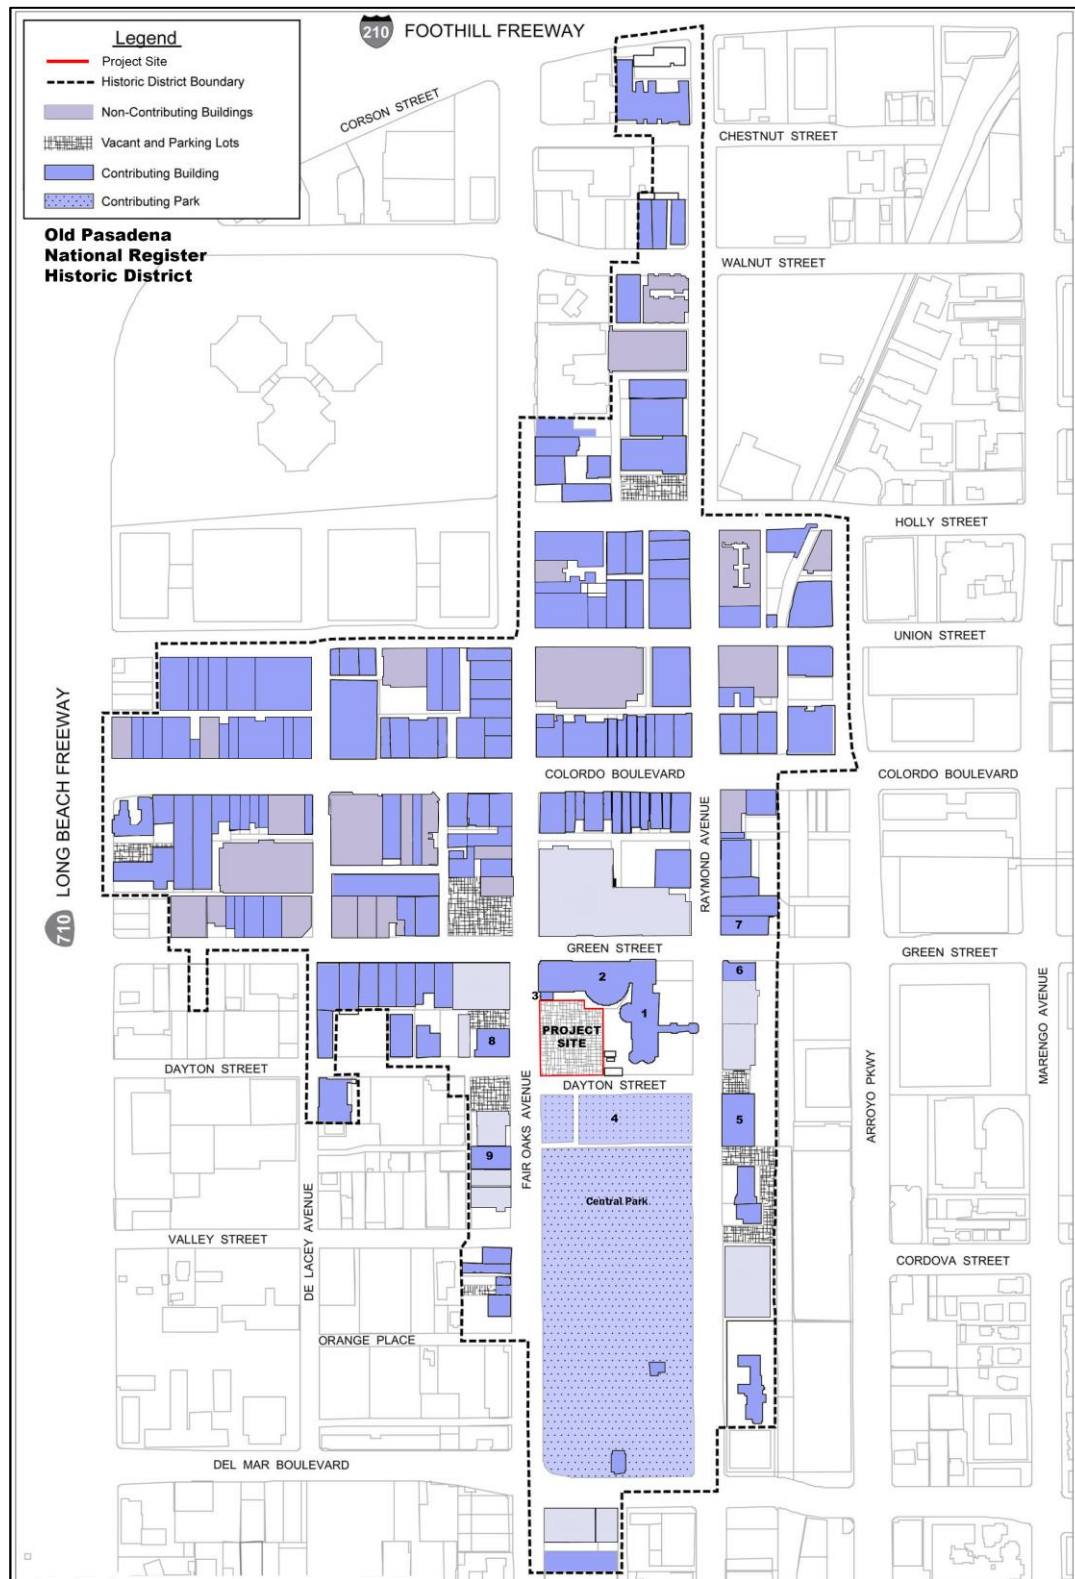 210 FOOTHILL FREEWAY
Legend
Project Site
Historic District Boundary
Non-Contributing Buildings
Vacant and Parking Lots
Contributing Building
Contributing Park
Old Pasadena
National Register
Historic District
CORSON STREET
CHESTNUT STREET
WALNUT STREET
HOLLY STREET
UNION STREET
710 LONG BEACH FREEWAY
COLORDO BOULEVARD
COLORDO BOULEVARD
RAYMOND AVENUE
7
GREEN STREET
GREEN STREET
2
6
3
1
PROJECT
SITE
8
DAYTON STREET
DAYTON STREET
FAIR OAKS AVENUE
ARROYO PKWY
MARENGO AVENUE
4
5
9
Central Park
DE LACEY AVENUE
VALLEY STREET
CORDOVA STREET
ORANGE PLACE
DEL MAR BOULEVARD